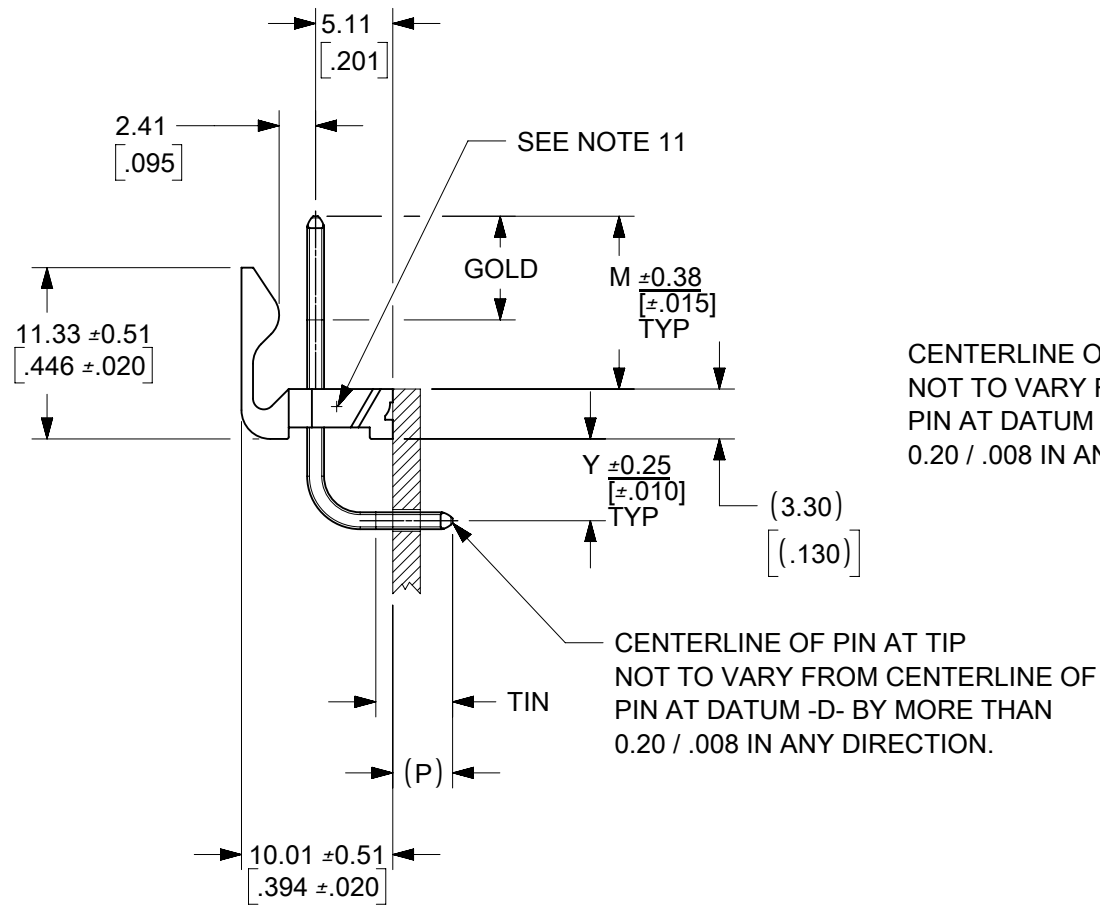 5.11
[.201]
2.41
[.095]
SEE NOTE 11
GOLD
M ±0.38
[±.015]
TYP
11.33 ±0.51
[.446 ±.020]
CENTERLINE O
NOT TO VARY F
PIN AT DATUM
0.20 / .008 IN AN
Y ±0.25
[±.010]
TYP
(3.30)
[(.130)]
CENTERLINE OF PIN AT TIP
NOT TO VARY FROM CENTERLINE OF
PIN AT DATUM -D- BY MORE THAN
0.20 / .008 IN ANY DIRECTION.
TIN
(P)
10.01 ±0.51
[.394 ±.020]